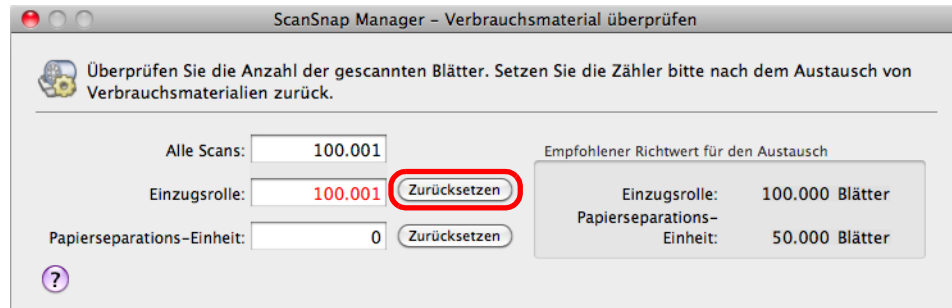 ScanSnap Manager – Verbrauchsmaterial überprüfen
Überprüfen Sie die Anzahl der gescannten Blätter. Setzen Sie die Zähler bitte nach dem Austausch von
Verbrauchsmaterialien zurück.
Alle Scans: 100.001
Einzugsrolle: 100.001 Zurücksetzen
Papierseparations-Einheit: 0 Zurücksetzen
Empfohlener Richtwert für den Austausch
Einzugsrolle: 100.000 Blätter
Papierseparations-
Einheit: 50.000 Blätter
?